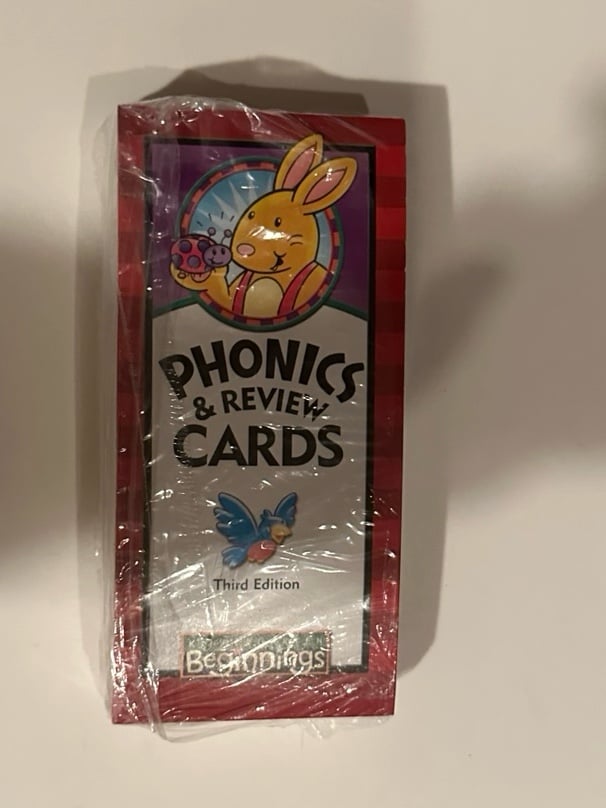 PHONICS
& REVIEW
CARDS
Third Edition
Beginnings